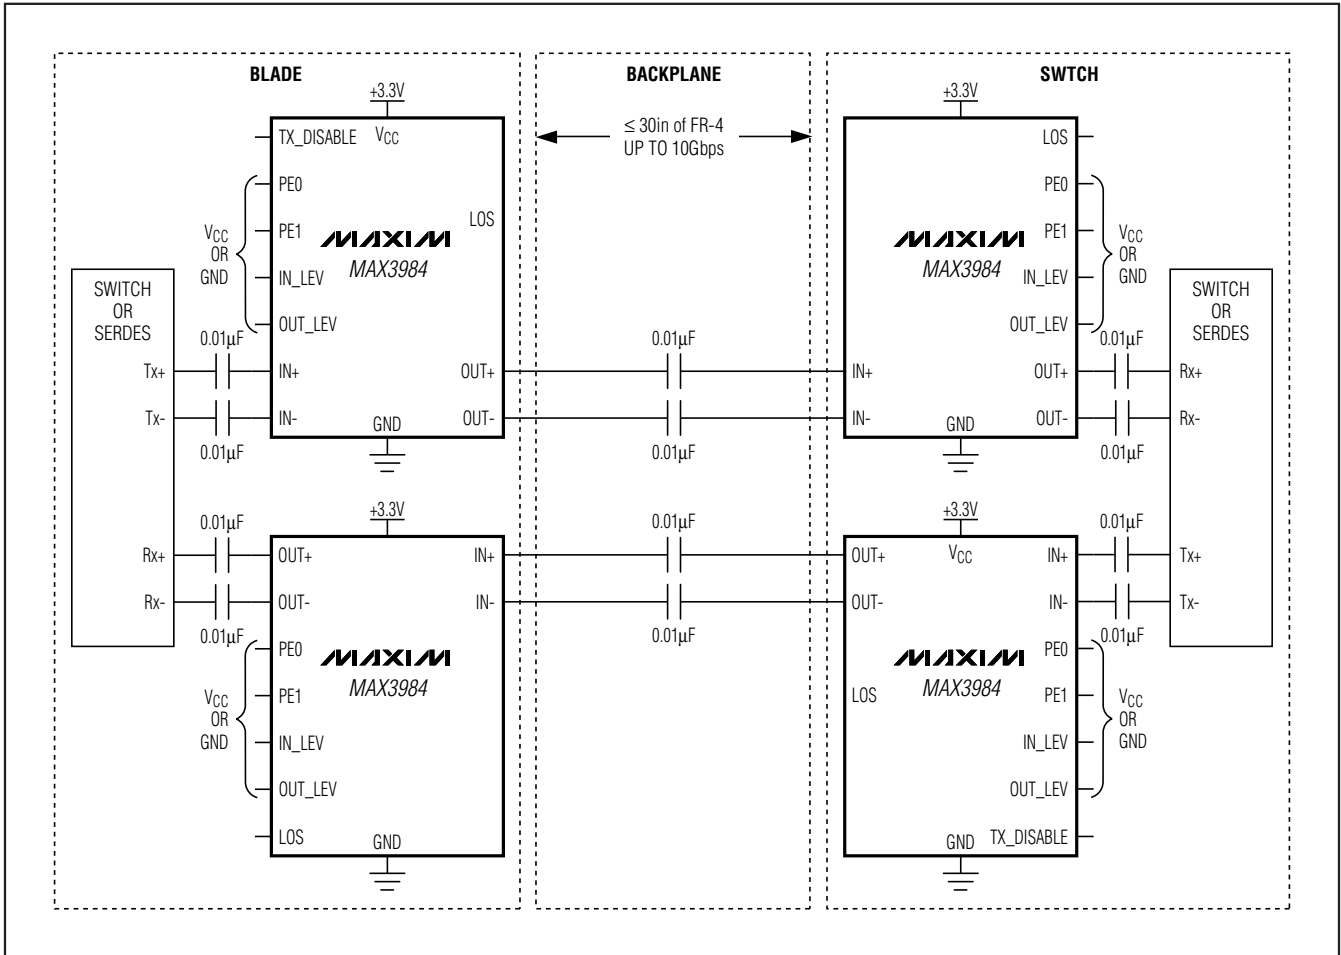 BLADE
BACKPLANE
SWTCH
+3.3V
TX_DISABLE
VCC
PE0
PE1
IN_LEV
OUT_LEV
IN+
IN-
LOS
OUT+
OUT-
GND
MAXIM
MAX3984
VCC
OR
GND
SWITCH
OR
SERDES
Tx+
Tx-
Rx+
Rx-
0.01µF
0.01µF
≤ 30in of FR-4
UP TO 10Gbps
0.01µF
0.01µF
+3.3V
LOS
PE0
PE1
IN_LEV
OUT_LEV
OUT+
OUT-
IN+
IN-
GND
MAXIM
MAX3984
VCC
OR
GND
0.01µF
0.01µF
SWITCH
OR
SERDES
Rx+
Rx-
Tx+
Tx-
0.01µF
0.01µF
+3.3V
OUT+
OUT-
PE0
PE1
IN_LEV
OUT_LEV
LOS
IN+
IN-
GND
MAXIM
MAX3984
VCC
OR
GND
0.01µF
0.01µF
+3.3V
VCC
OUT+
OUT-
LOS
IN+
IN-
PE0
PE1
IN_LEV
OUT_LEV
TX_DISABLE
GND
MAXIM
MAX3984
VCC
OR
GND
0.01µF
0.01µF